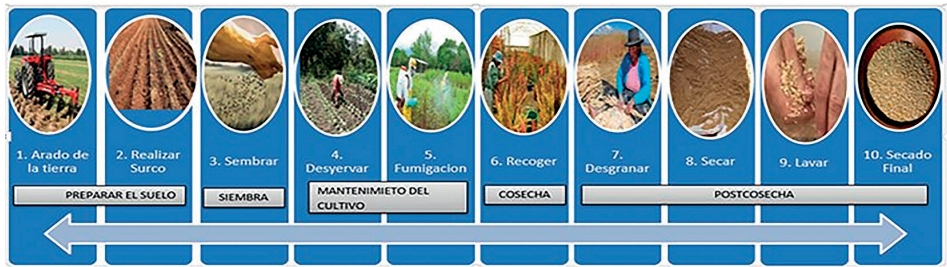 1. Arado de
la tierra
2. Realizar
Surco
3. Sembrar
4.
Desyervar
5.
Fumigacion
6. Recoger
7.
Desgranar
8. Secar
9. Lavar
10. Secado
Final
PREPARAR EL SUELO
SIEMBRA
MANTENIMIETO DEL
CULTIVO
COSECHA
POSTCOSECHA